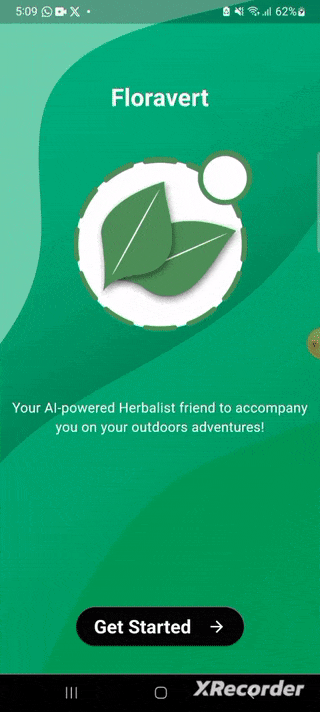 5:09 62%
Floravert
Your AI-powered Herbalist friend to accompany
you on your outdoors adventures!
Get Started →
XRecorder